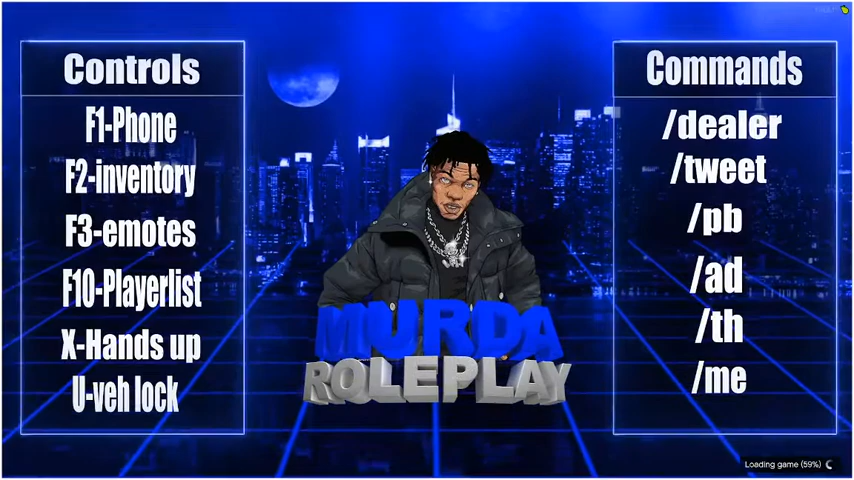 Controls
F1-Phone
F2-inventory
F3-emotes
F10-Playerlist
X-Hands up
U-veh lock
MURDA
ROLEPLAY
Commands
/dealer
/tweet
/pb
/ad
/th
/me
Loading game (59%)